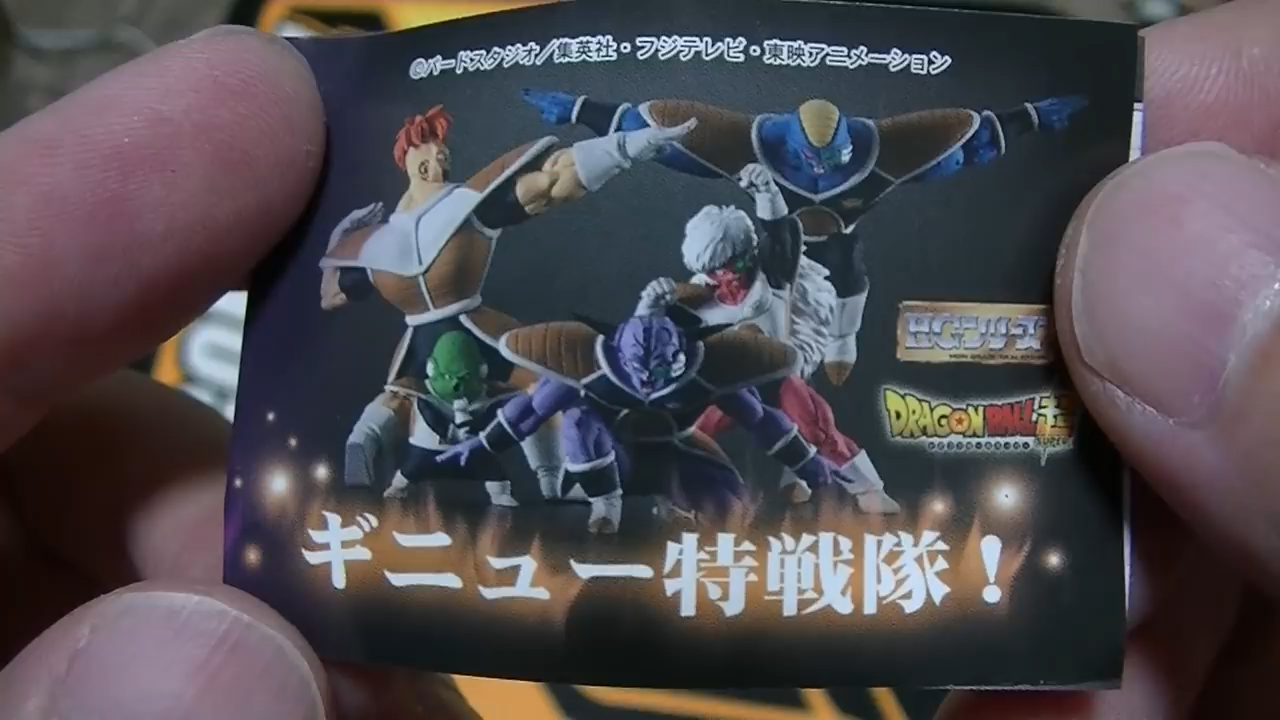 ©バードスタジオ/集英社・フジテレビ・東映アニメーション
HGシリーズ
DRAGON BALL超
SUPER
ギニュー特戦隊！